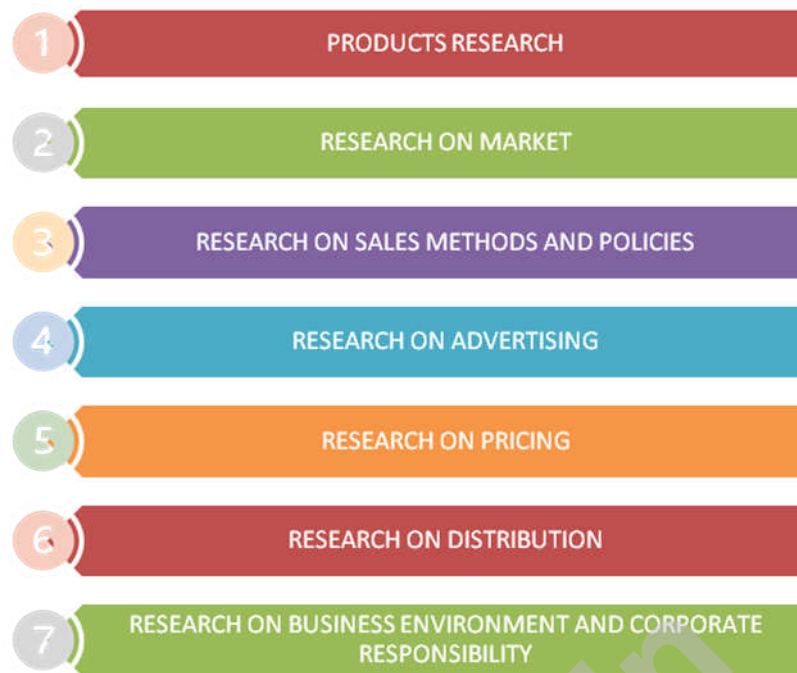 1 PRODUCTS RESEARCH
2 RESEARCH ON MARKET
3 RESEARCH ON SALES METHODS AND POLICIES
4 RESEARCH ON ADVERTISING
5 RESEARCH ON PRICING
6 RESEARCH ON DISTRIBUTION
7 RESEARCH ON BUSINESS ENVIRONMENT AND CORPORATE
RESPONSIBILITY